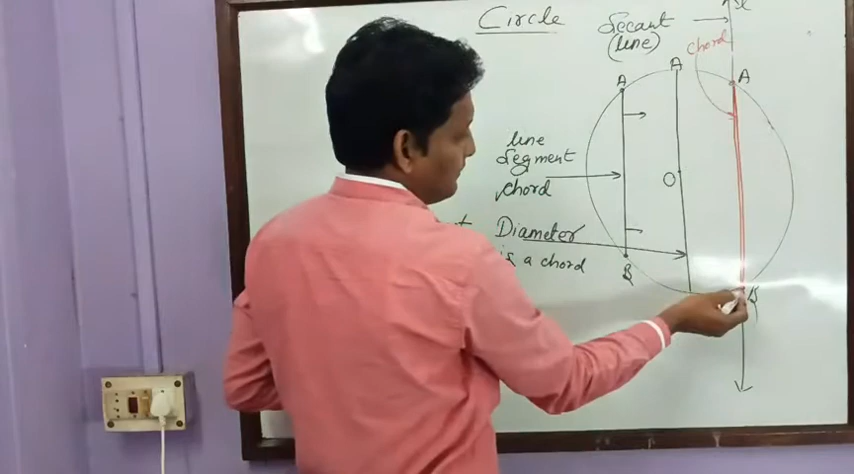 Circle
Secant
(line)
chord
A
A
A
line
Segment
chord
O
Diameter
is a chord
B